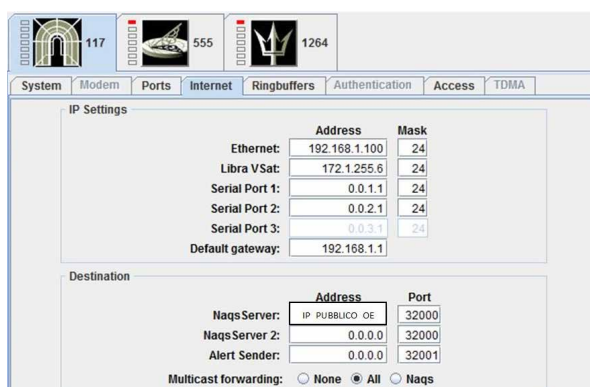 117 555 1264
System Modem Ports Internet Ringbuffers Authentication Access TDMA
IP Settings
Address Mask
Ethernet: 192.168.1.100 24
Libra VSat: 172.1.255.6 24
Serial Port 1: 0.0.1.1 24
Serial Port 2: 0.0.2.1 24
Serial Port 3: 0.0.3.1 24
Default gateway: 192.168.1.1
Destination
Address Port
NaqsServer: IP PUBBLICO OE 32000
NaqsServer 2: 0.0.0.0 32000
Alert Sender: 0.0.0.0 32001
Multicast forwarding: None All Naqs